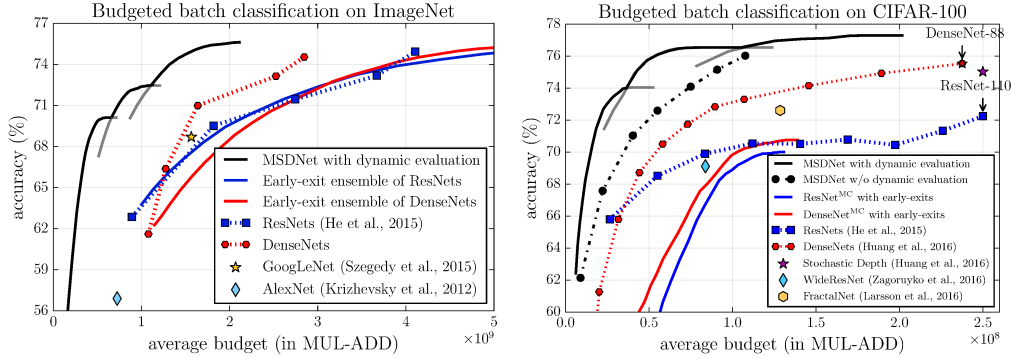 Budgeted batch classification on ImageNet
77
74
71
68
65
62
59
56
accuracy (%)
0
1
2
3
4
5
average budget (in MUL-ADD)
×10⁹
MSDNet with dynamic evaluation
Early-exit ensemble of ResNets
Early-exit ensemble of DenseNets
ResNets (He et al., 2015)
DenseNets
GoogLeNet (Szegedy et al., 2015)
AlexNet (Krizhevsky et al., 2012)
Budgeted batch classification on CIFAR-100
78
76
74
72
70
68
66
64
62
60
accuracy (%)
0.0
0.5
1.0
1.5
2.0
2.5
average budget (in MUL-ADD)
×10⁸
DenseNet-88
ResNet-110
MSDNet with dynamic evaluation
MSDNet w/o dynamic evaluation
ResNetᴹᶜ with early-exits
DenseNetᴹᶜ with early-exits
ResNets (He et al., 2015)
DenseNets (Huang et al., 2016)
Stochastic Depth (Huang et al., 2016)
WideResNet (Zagoruyko et al., 2016)
FractalNet (Larsson et al., 2016)